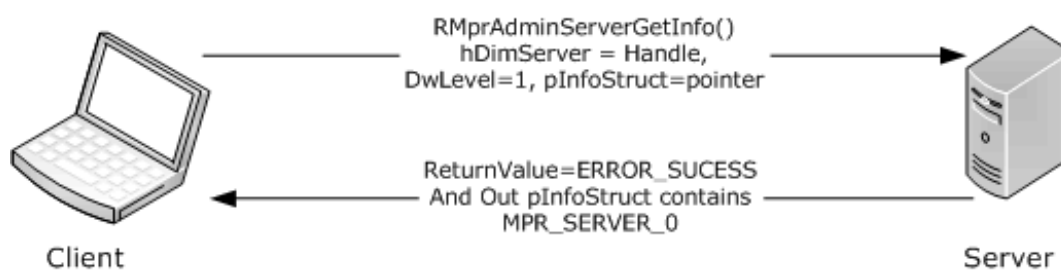 RMprAdminServerGetInfo()
hDimServer = Handle,
DwLevel=1, pInfoStruct=pointer
ReturnValue=ERROR_SUCESS
And Out pInfoStruct contains
MPR_SERVER_0
Client
Server